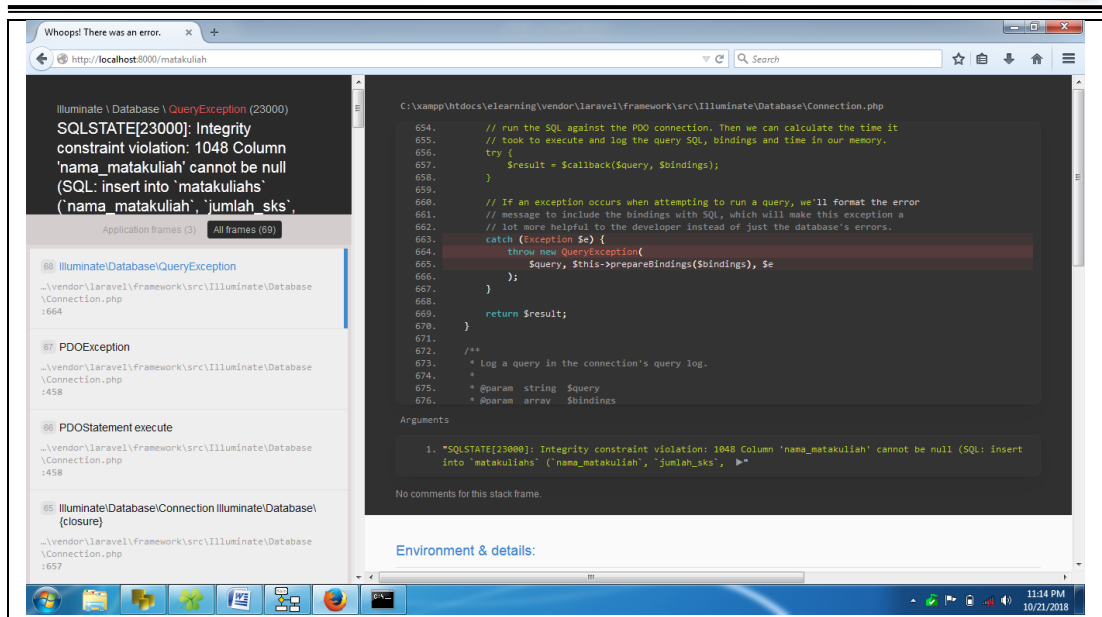 Whoops! There was an error.
http://localhost:8000/matakuliah
Search
Illuminate \ Database \ QueryException (23000)
SQLSTATE[23000]: Integrity
constraint violation: 1048 Column
'nama_matakuliah' cannot be null
(SQL: insert into `matakuliahs`
(`nama_matakuliah`, `jumlah_sks`,
Application frames (3) All frames (69)
68 Illuminate\Database\QueryException
…\vendor\laravel\framework\src\Illuminate\Database
\Connection.php
:664
67 PDOException
…\vendor\laravel\framework\src\Illuminate\Database
\Connection.php
:458
66 PDOStatement execute
…\vendor\laravel\framework\src\Illuminate\Database
\Connection.php
:458
65 Illuminate\Database\Connection Illuminate\Database\
{closure}
…\vendor\laravel\framework\src\Illuminate\Database
\Connection.php
:657
C:\xampp\htdocs\elearning\vendor\laravel\framework\src\Illuminate\Database\Connection.php
654. // run the SQL against the PDO connection. Then we can calculate the time it
655. // took to execute and log the query SQL, bindings and time in our memory.
656. try {
657. $result = $callback($query, $bindings);
658. }
659.
660. // If an exception occurs when attempting to run a query, we'll format the error
661. // message to include the bindings with SQL, which will make this exception a
662. // lot more helpful to the developer instead of just the database's errors.
663. catch (Exception $e) {
664. throw new QueryException(
665. $query, $this->prepareBindings($bindings), $e
666. );
667. }
668.
669. return $result;
670. }
671.
672. /**
673. * Log a query in the connection's query log.
674. *
675. * @param string $query
676. * @param array $bindings
Arguments
1. "SQLSTATE[23000]: Integrity constraint violation: 1048 Column 'nama_matakuliah' cannot be null (SQL: insert
into `matakuliahs` (`nama_matakuliah`, `jumlah_sks`, ▶"
No comments for this stack frame.
Environment & details:
11:14 PM
10/21/2018